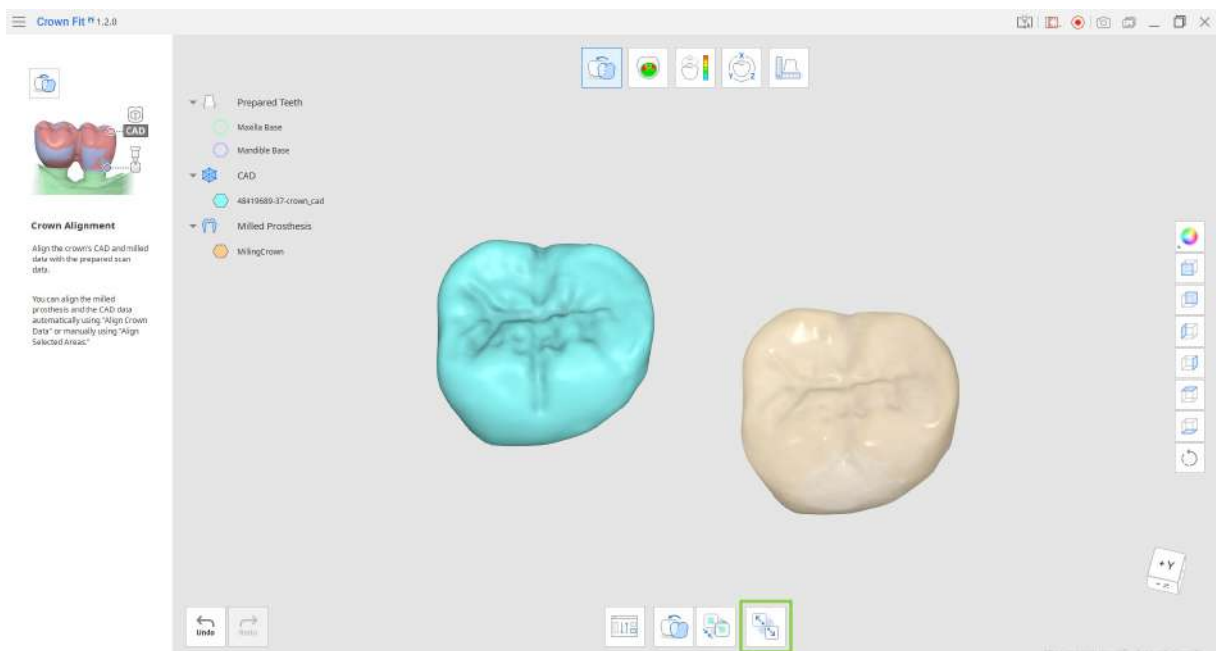 Crown Fit 1.2.0
CAD
Crown Alignment
Align the crown's CAD and milled
data with the prepared scan
data.
You can align the milled
prosthesis and the CAD data
automatically using "Align Crown
Data" or manually using "Align
Selected Areas."
Prepared Teeth
Maxilla Base
Mandible Base
CAD
48419689-37-crown_cad
Milled Prosthesis
MilingCrown
X
Y
Z
+Y
Undo
Redo